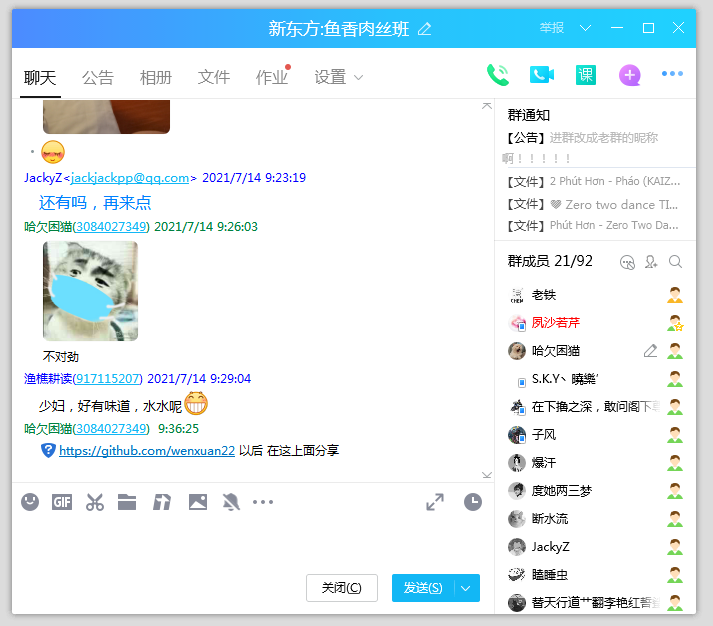 新东方:鱼香肉丝班
举报
聊天 公告 相册 文件 作业 设置
课
JackyZ<jackjackpp@qq.com> 2021/7/14 9:23:19
还有吗，再来点
哈欠困猫(3084027349) 2021/7/14 9:26:03
不对劲
渔樵耕读(917115207) 2021/7/14 9:29:04
少妇，好有味道，水水呢
哈欠困猫(3084027349) 9:36:25
https://github.com/wenxuan22 以后 在这上面分享
GIF
关闭(C) 发送(S)
群通知
【公告】进群改成老群的昵称
啊！！！！！
【文件】2 Phút Hơn - Pháo (KAIZ...
【文件】Zero two dance TI...
【文件】Phút Hơn - Zero Two Da...
群成员 21/92
老铁
夙沙若芹
哈欠困猫
S.K.Y丶曉樂′
在下捔之深，敢问阁下
子风
爆汗
度她两三梦
断水流
JackyZ
瞌睡虫
替天行道艹翻李艳红